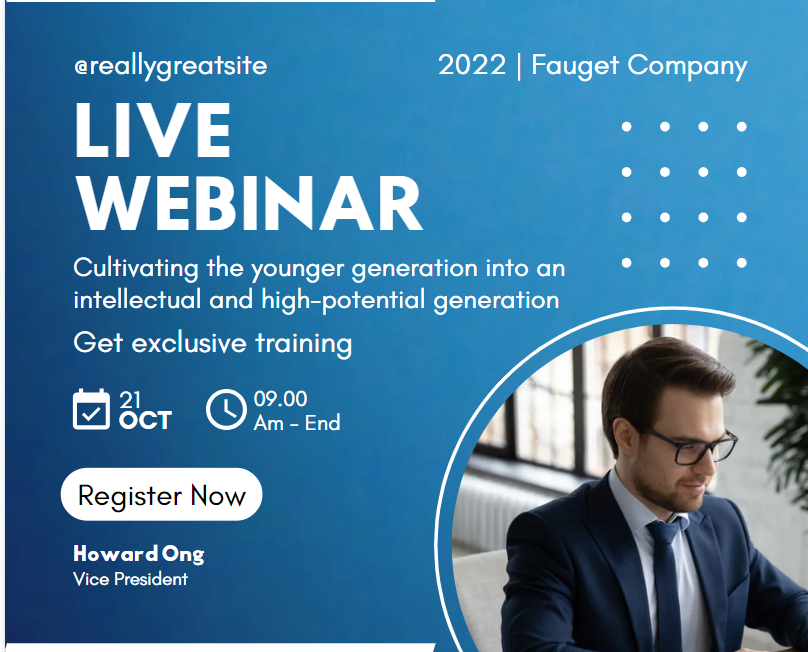 @reallygreatsite
2022 | Fauget Company
LIVE
WEBINAR
Cultivating the younger generation into an
intellectual and high-potential generation
Get exclusive training
21
OCT
09.00
Am - End
Register Now
Howard Ong
Vice President